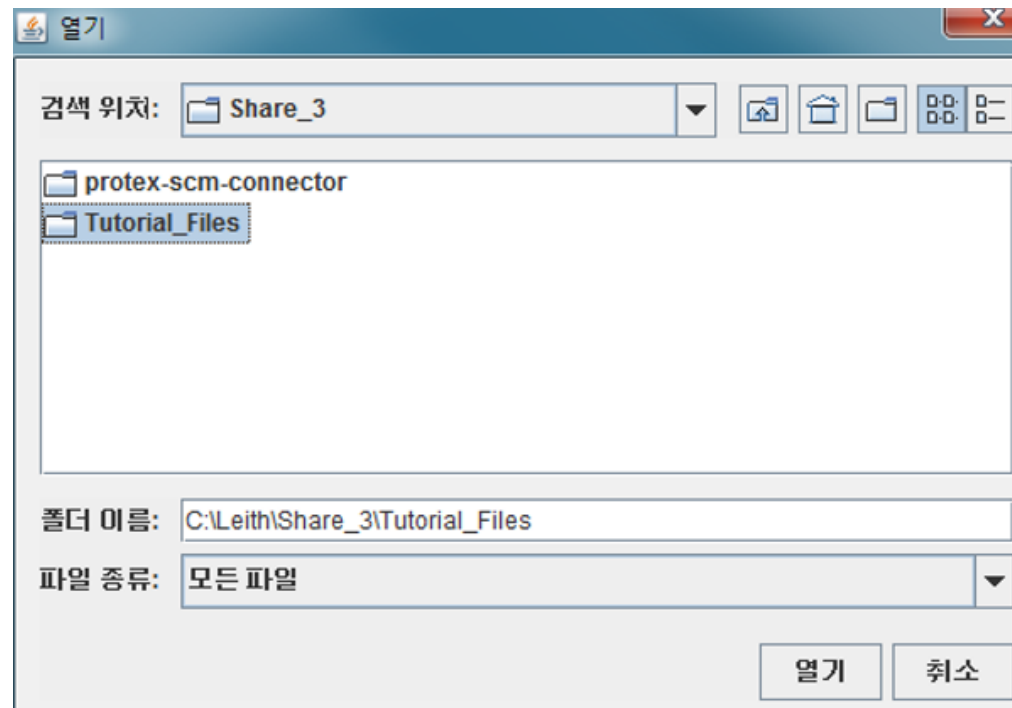 열기
검색 위치: Share_3
protex-scm-connector
Tutorial_Files
폴더 이름: C:\Leith\Share_3\Tutorial_Files
파일 종류: 모든 파일
열기 취소